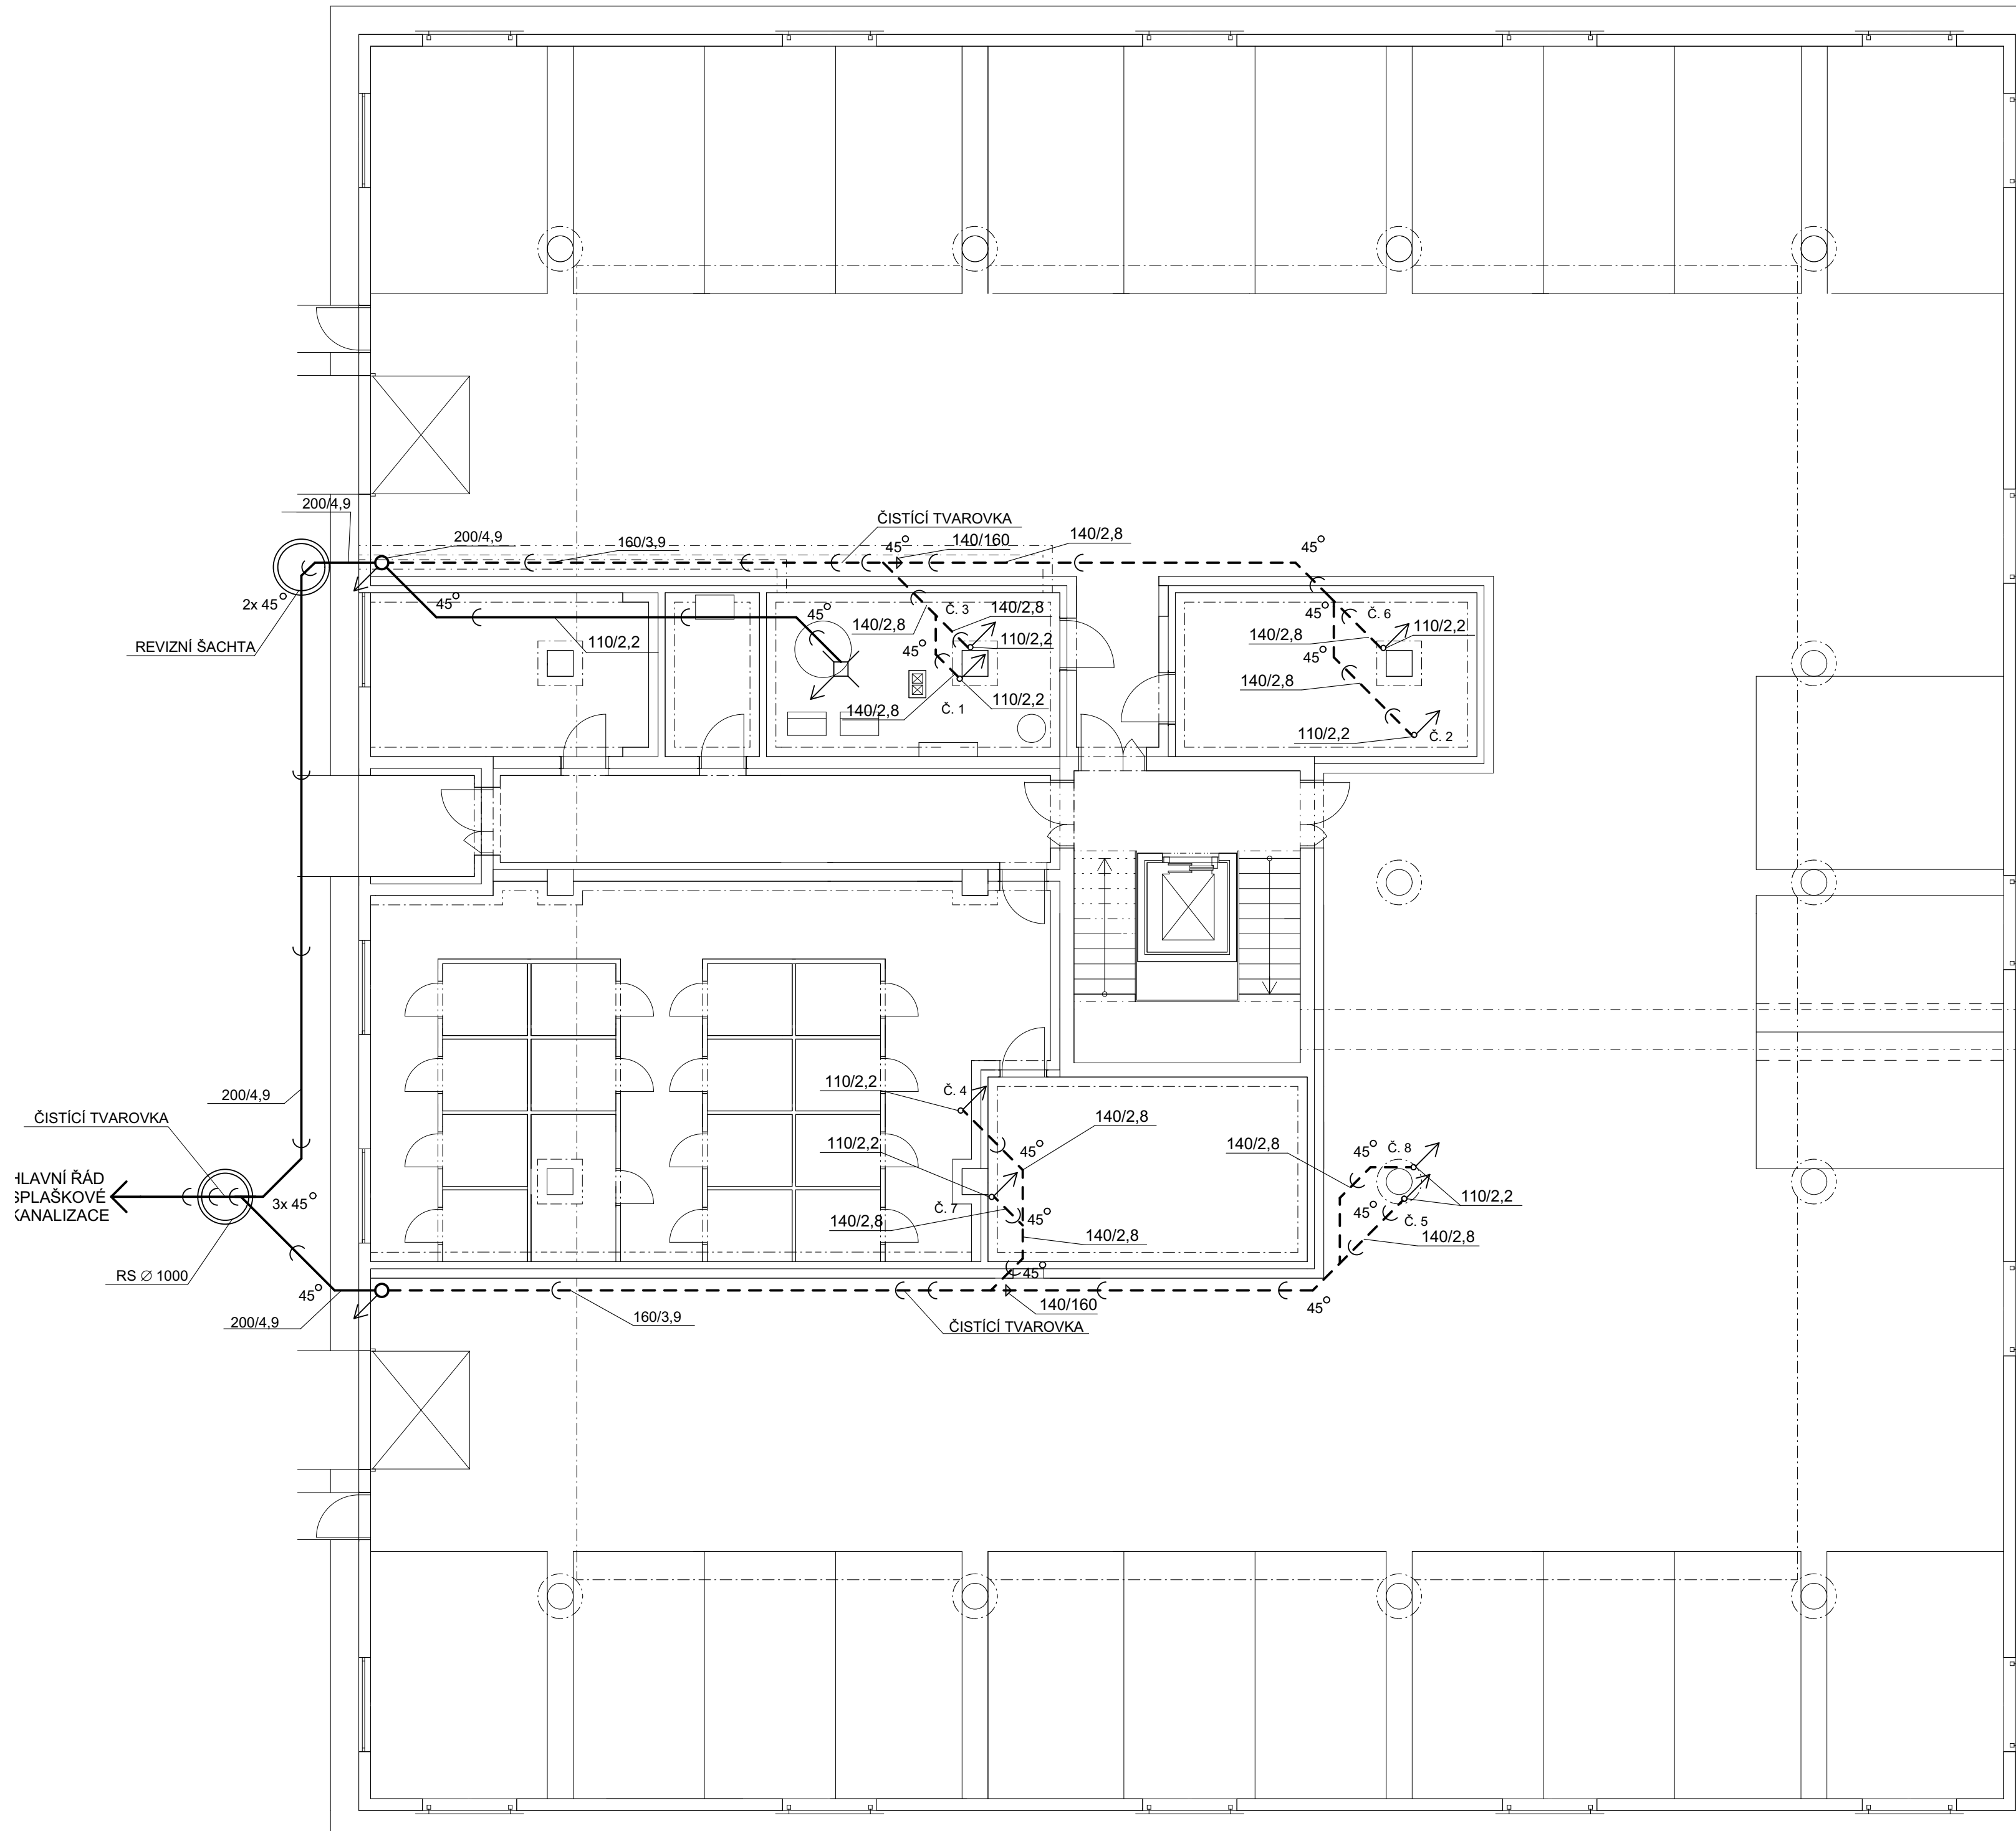 200/4,9
200/4,9
160/3,9
ČISTÍCÍ TVAROVKA
45°
140/160
140/2,8
45°
2x 45°
REVIZNÍ ŠACHTA
45°
110/2,2
45°
140/2,8
Č. 3
140/2,8
110/2,2
45°
140/2,8
Č. 1
110/2,2
45°
Č. 6
140/2,8
110/2,2
45°
140/2,8
110/2,2
Č. 2
200/4,9
ČISTÍCÍ TVAROVKA
HLAVNÍ ŘÁD
SPLAŠKOVÉ
KANALIZACE
3x 45°
RS ∅ 1000
45°
200/4,9
110/2,2
Č. 4
140/2,8
110/2,2
45°
Č. 7
140/2,8
45°
140/2,8
45°
140/2,8
45°
Č. 8
110/2,2
45°
Č. 5
140/2,8
160/3,9
140/160
ČISTÍCÍ TVAROVKA
45°